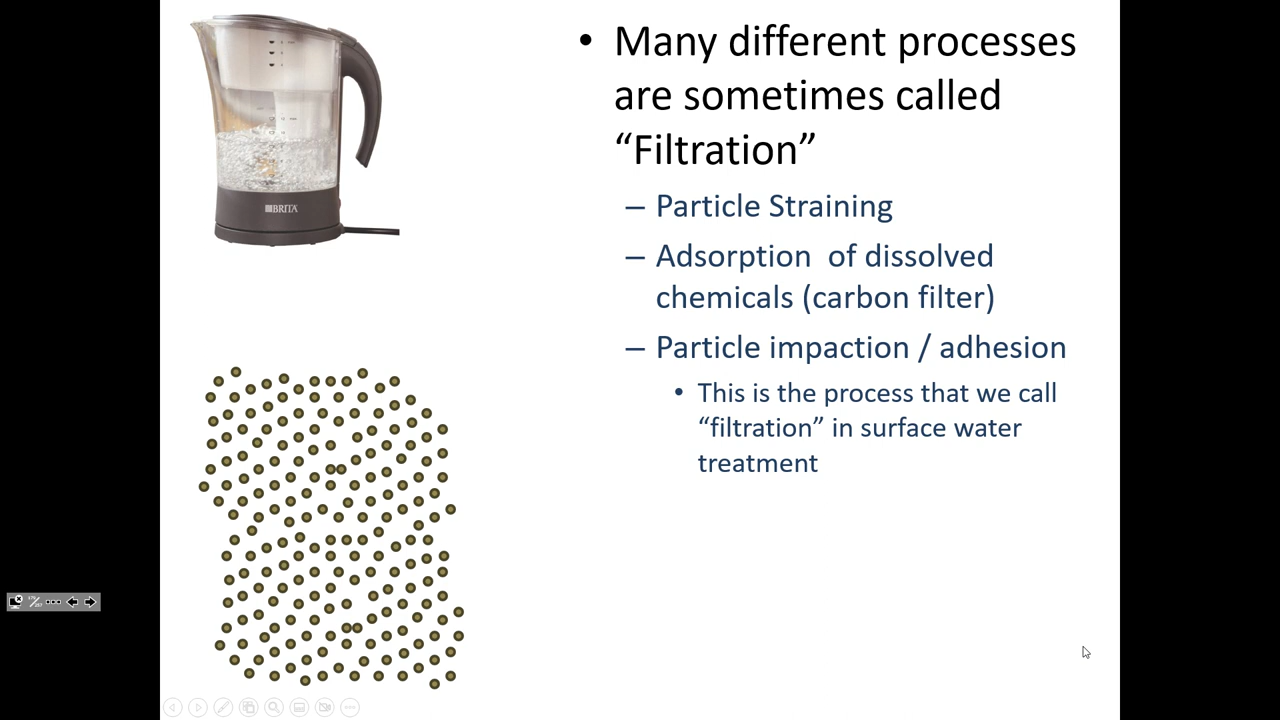 • Many different processes
are sometimes called
“Filtration”
– Particle Straining
– Adsorption  of dissolved
chemicals (carbon filter)
– Particle impaction / adhesion
• This is the process that we call
“filtration” in surface water
treatment
BRITA